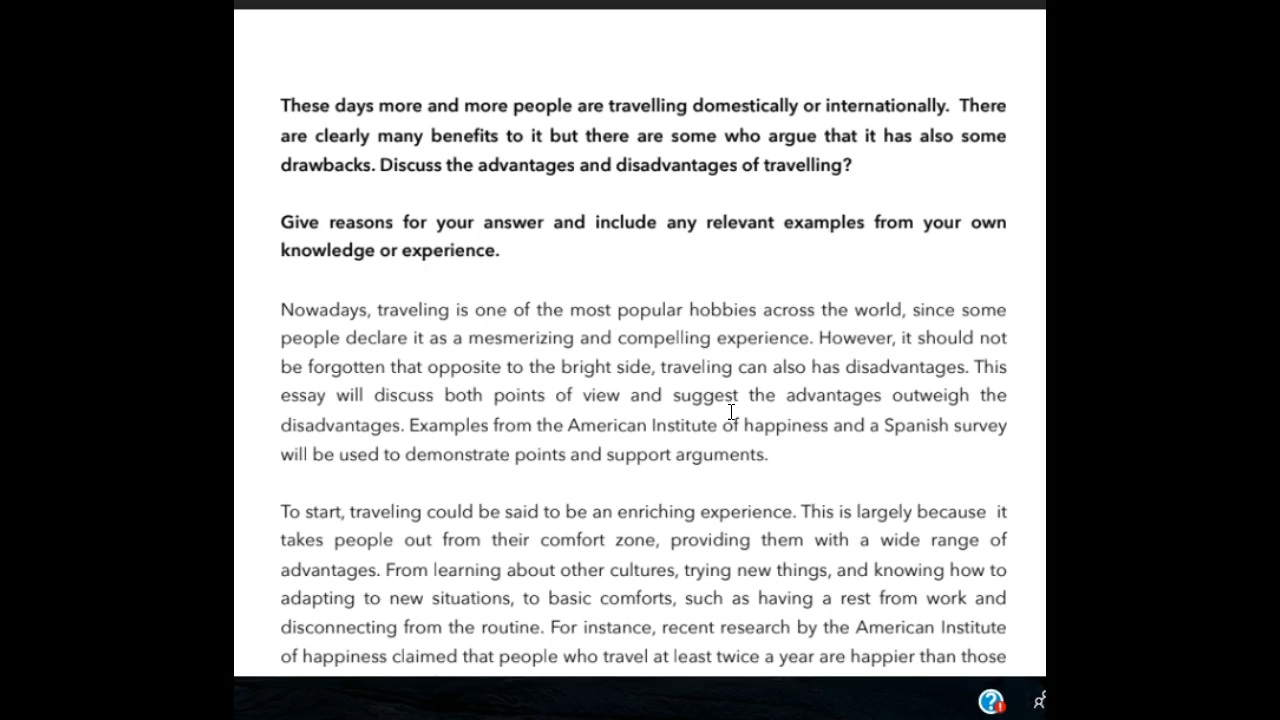 These days more and more people are travelling domestically or internationally. There
are clearly many benefits to it but there are some who argue that it has also some
drawbacks. Discuss the advantages and disadvantages of travelling?
Give reasons for your answer and include any relevant examples from your own
knowledge or experience.
Nowadays, traveling is one of the most popular hobbies across the world, since some
people declare it as a mesmerizing and compelling experience. However, it should not
be forgotten that opposite to the bright side, traveling can also has disadvantages. This
essay will discuss both points of view and suggest the advantages outweigh the
disadvantages. Examples from the American Institute of happiness and a Spanish survey
will be used to demonstrate points and support arguments.
To start, traveling could be said to be an enriching experience. This is largely because it
takes people out from their comfort zone, providing them with a wide range of
advantages. From learning about other cultures, trying new things, and knowing how to
adapting to new situations, to basic comforts, such as having a rest from work and
disconnecting from the routine. For instance, recent research by the American Institute
of happiness claimed that people who travel at least twice a year are happier than those